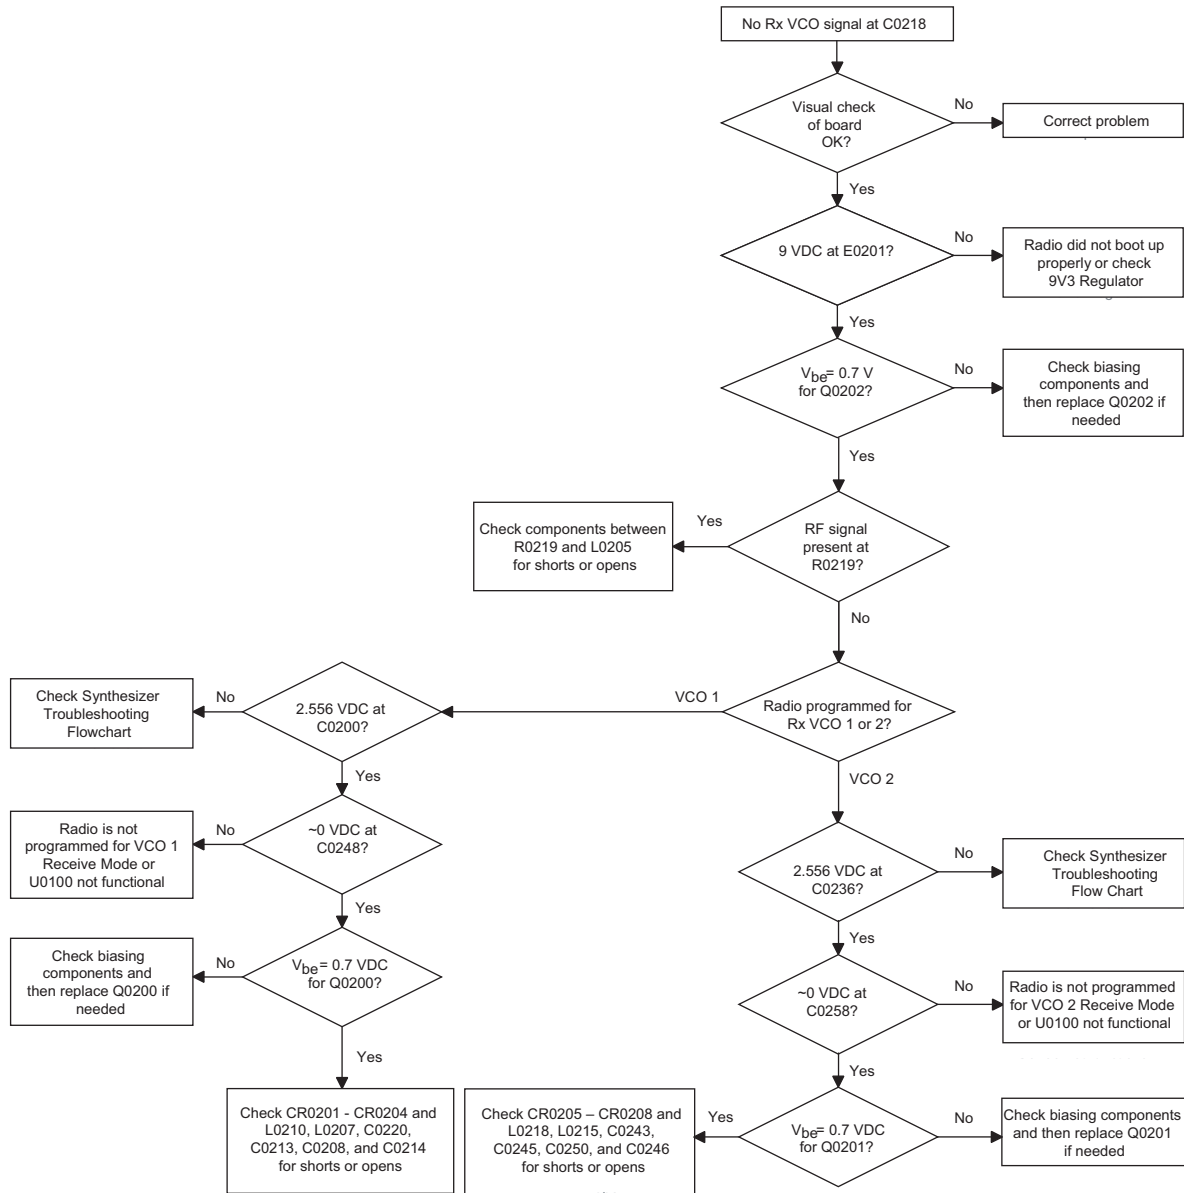 No Rx VCO signal at C0218
Visual check
of board
OK?
No
Correct problem
Yes
9 VDC at E0201?
No
Radio did not boot up
properly or check
9V3 Regulator
Yes
Vbe= 0.7 V
for Q0202?
No
Check biasing
components and
then replace Q0202 if
needed
Yes
RF signal
present at
R0219?
Yes
Check components between
R0219 and L0205
for shorts or opens
No
Radio programmed for
Rx VCO 1 or 2?
VCO 1
2.556 VDC at
C0200?
No
Check Synthesizer
Troubleshooting
Flowchart
Yes
~0 VDC at
C0248?
No
Radio is not
programmed for VCO 1
Receive Mode or
U0100 not functional
Yes
Vbe= 0.7 VDC
for Q0200?
No
Check biasing
components and
then replace Q0200 if
needed
Yes
Check CR0201 - CR0204 and
L0210, L0207, C0220,
C0213, C0208, and C0214
for shorts or opens
VCO 2
2.556 VDC at
C0236?
No
Check Synthesizer
Troubleshooting
Flow Chart
Yes
~0 VDC at
C0258?
No
Radio is not programmed
for VCO 2 Receive Mode
or U0100 not functional
Yes
Vbe= 0.7 VDC
for Q0201?
No
Check biasing components
and then replace Q0201
if needed
Yes
Check CR0205 – CR0208 and
L0218, L0215, C0243,
C0245, C0250, and C0246
for shorts or opens